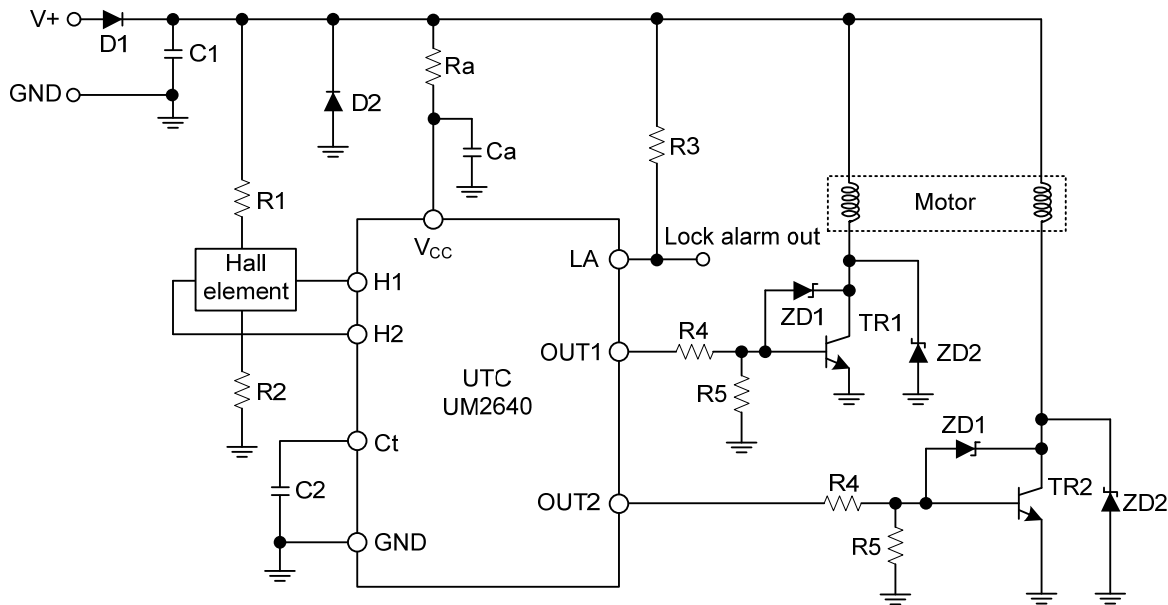 V+
D1
C1
GND
D2
Ra
Ca
R3
R1
Motor
VCC
LA
Lock alarm out
Hall
element
H1
H2
ZD1
TR1
R4
OUT1
ZD2
R5
R2
UTC
UM2640
Ct
ZD1
C2
R4
TR2
OUT2
ZD2
R5
GND